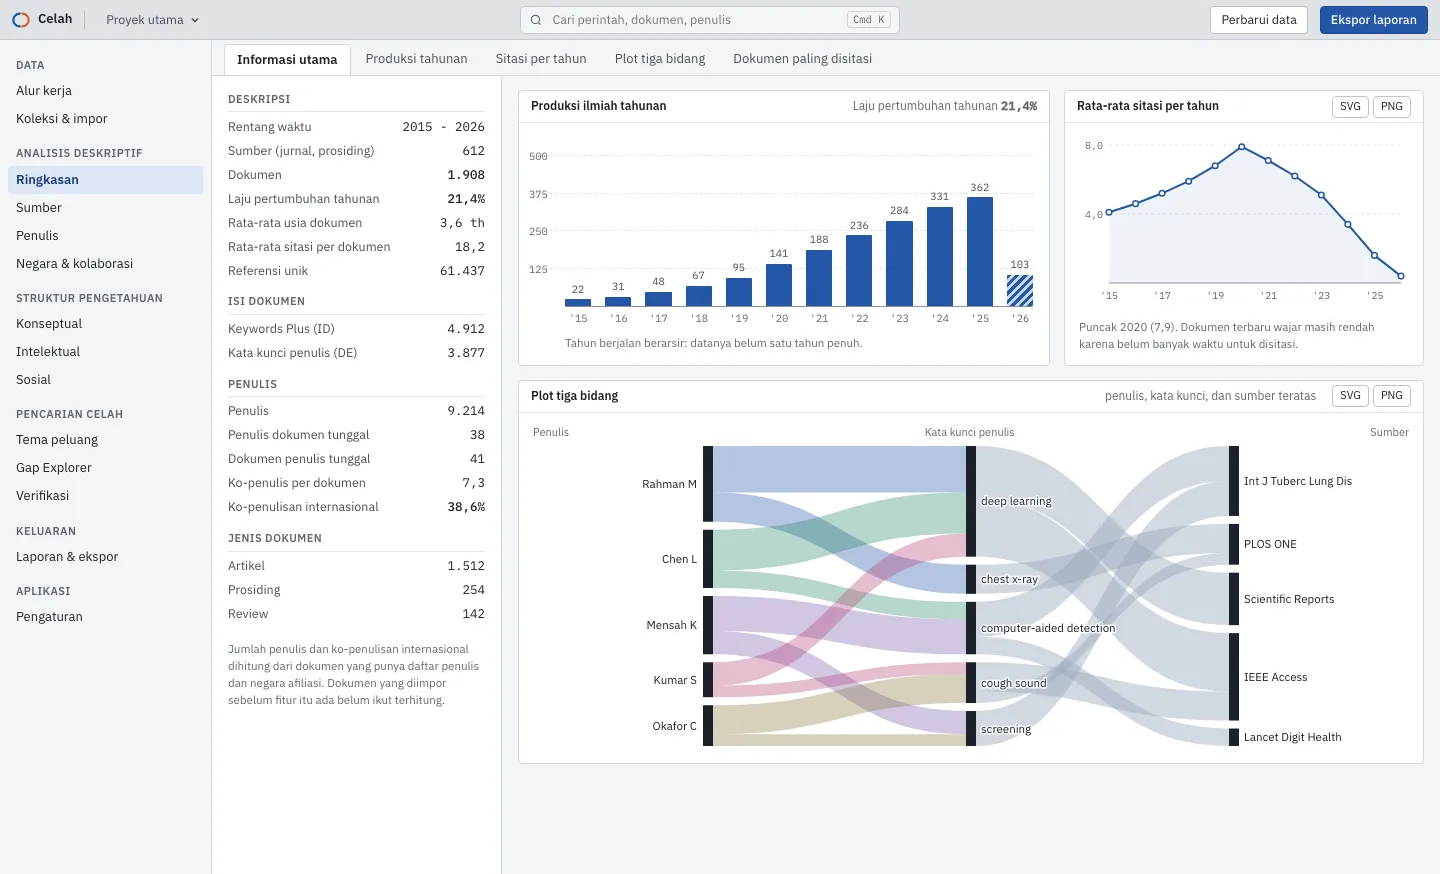 Celah
Proyek utama
Cari perintah, dokumen, penulis
Cmd K
Perbarui data
Ekspor laporan
DATA
Alur kerja
Koleksi & impor
ANALISIS DESKRIPTIF
Ringkasan
Sumber
Penulis
Negara & kolaborasi
STRUKTUR PENGETAHUAN
Konseptual
Intelektual
Sosial
PENCARIAN CELAH
Tema peluang
Gap Explorer
Verifikasi
KELUARAN
Laporan & ekspor
APLIKASI
Pengaturan
Informasi utama
Produksi tahunan
Sitasi per tahun
Plot tiga bidang
Dokumen paling disitasi
DESKRIPSI
Rentang waktu 2015 - 2026
Sumber (jurnal, prosiding) 612
Dokumen 1.908
Laju pertumbuhan tahunan 21,4%
Rata-rata usia dokumen 3,6 th
Rata-rata sitasi per dokumen 18,2
Referensi unik 61.437
ISI DOKUMEN
Keywords Plus (ID) 4.912
Kata kunci penulis (DE) 3.877
PENULIS
Penulis 9.214
Penulis dokumen tunggal 38
Dokumen penulis tunggal 41
Ko-penulis per dokumen 7,3
Ko-penulisan internasional 38,6%
JENIS DOKUMEN
Artikel 1.512
Prosiding 254
Review 142
Jumlah penulis dan ko-penulisan internasional
dihitung dari dokumen yang punya daftar penulis
dan negara afiliasi. Dokumen yang diimpor
sebelum fitur itu ada belum ikut terhitung.
Produksi ilmiah tahunan
Laju pertumbuhan tahunan 21,4%
500
375
250
125
22
31
48
67
95
141
188
236
284
331
362
103
'15
'16
'17
'18
'19
'20
'21
'22
'23
'24
'25
'26
Tahun berjalan berarsir: datanya belum satu tahun penuh.
Rata-rata sitasi per tahun
SVG
PNG
8,0
4,0
'15
'17
'19
'21
'23
'25
Puncak 2020 (7,9). Dokumen terbaru wajar masih rendah
karena belum banyak waktu untuk disitasi.
Plot tiga bidang
penulis, kata kunci, dan sumber teratas
SVG
PNG
Penulis
Kata kunci penulis
Sumber
Rahman M
Chen L
Mensah K
Kumar S
Okafor C
deep learning
chest x-ray
computer-aided detection
cough sound
screening
Int J Tuberc Lung Dis
PLOS ONE
Scientific Reports
IEEE Access
Lancet Digit Health